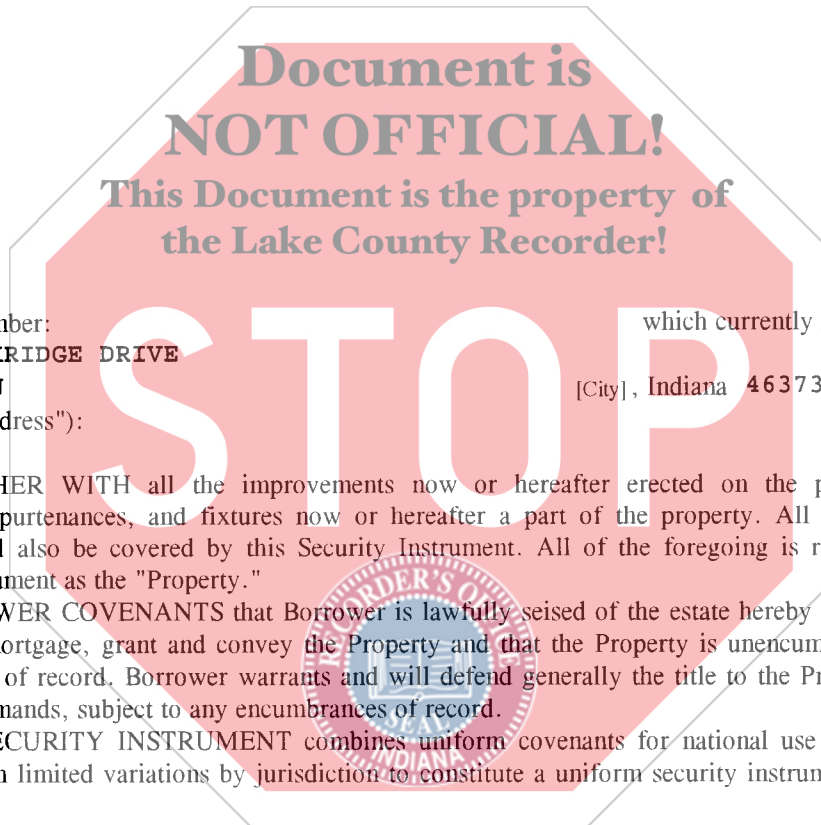 Document is
NOT OFFICIAL!
This Document is the property of
the Lake County Recorder!
STOP
nber: which currently
RIDGE DRIVE
[City], Indiana 46373
dress"):
HER WITH all the improvements now or hereafter erected on the p
purtenances, and fixtures now or hereafter a part of the property. All
l also be covered by this Security Instrument. All of the foregoing is r
ument as the "Property."
WER COVENANTS that Borrower is lawfully seised of the estate hereby
ortgage, grant and convey the Property and that the Property is unencum
of record. Borrower warrants and will defend generally the title to the Pr
mands, subject to any encumbrances of record.
ECURITY INSTRUMENT combines uniform covenants for national use
n limited variations by jurisdiction to constitute a uniform security instrum
RECORDER'S OFFICE
SEAL
INDIANA